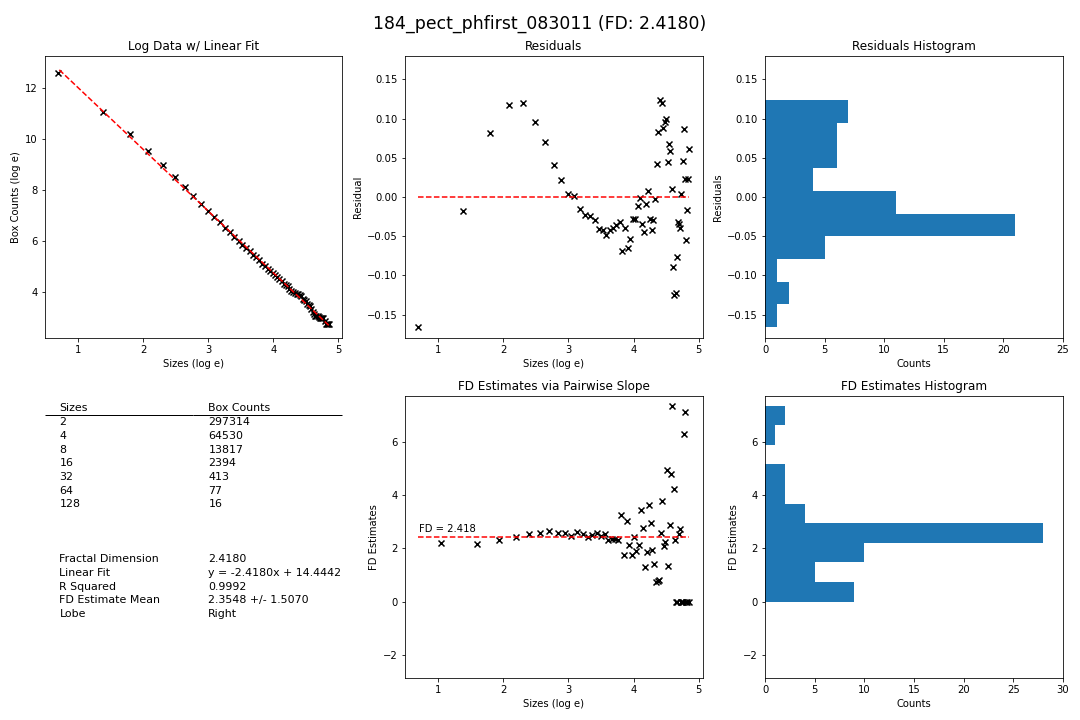 184_pect_phfirst_083011 (FD: 2.4180)
Log Data w/ Linear Fit
Box Counts (log e)
12
10
8
6
4
1 2 3 4 5
Sizes (log e)
Residuals
Residual
0.15
0.10
0.05
0.00
−0.05
−0.10
−0.15
1 2 3 4 5
Sizes (log e)
Residuals Histogram
Residuals
0.15
0.10
0.05
0.00
−0.05
−0.10
−0.15
0 5 10 15 20 25
Counts
Sizes Box Counts
2 297314
4 64530
8 13817
16 2394
32 413
64 77
128 16
Fractal Dimension 2.4180
Linear Fit y = -2.4180x + 14.4442
R Squared 0.9992
FD Estimate Mean 2.3548 +/- 1.5070
Lobe Right
FD Estimates via Pairwise Slope
FD Estimates
6
4
2
0
−2
FD = 2.418
1 2 3 4 5
Sizes (log e)
FD Estimates Histogram
FD Estimates
6
4
2
0
−2
0 5 10 15 20 25 30
Counts